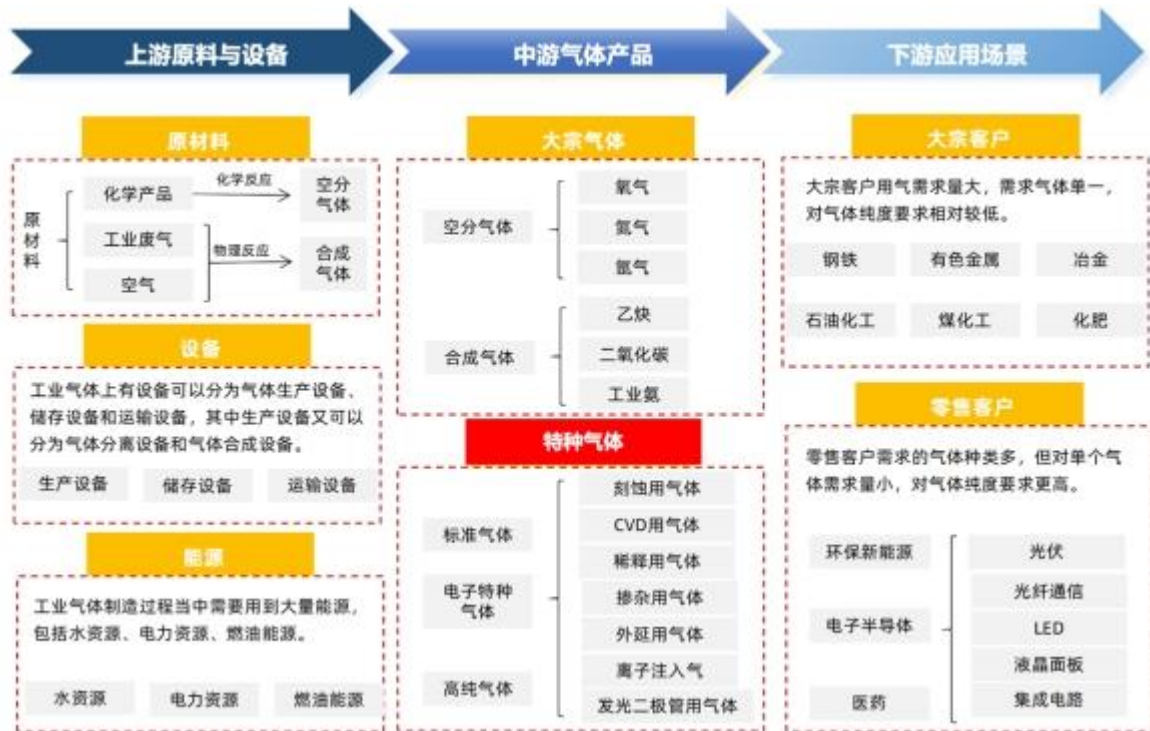 上游原料与设备
中游气体产品
下游应用场景
原材料
原材料
化学产品
化学反应
空分
气体
工业废气
空气
物理反应
合成
气体
设备
工业气体上有设备可以分为气体生产设备、
储存设备和运输设备，其中生产设备又可以
分为气体分离设备和气体合成设备。
生产设备
储存设备
运输设备
能源
工业气体制造过程当中需要用到大量能源，
包括水资源、电力资源、燃油能源。
水资源
电力资源
燃油能源
大宗气体
空分气体
氧气
氮气
氩气
合成气体
乙炔
二氧化碳
工业氨
特种气体
标准气体
电子特种
气体
高纯气体
刻蚀用气体
CVD用气体
稀释用气体
掺杂用气体
外延用气体
离子注入气
发光二极管用气体
大宗客户
大宗客户用气需求量大，需求气体单一，
对气体纯度要求相对较低。
钢铁
有色金属
冶金
石油化工
煤化工
化肥
零售客户
零售客户需求的气体种类多，但对单个气
体需求量小，对气体纯度要求更高。
环保新能源
电子半导体
医药
光伏
光纤通信
LED
液晶面板
集成电路